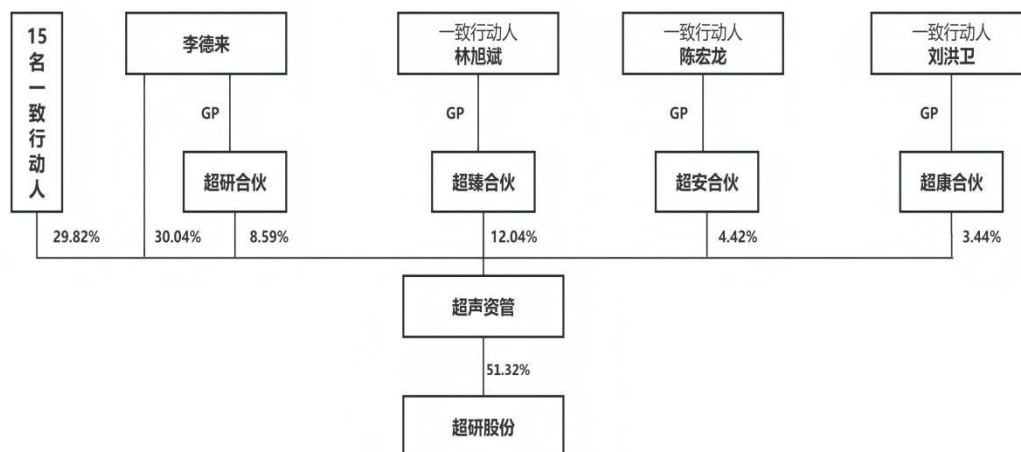 15
名
一
致
行
动
人
李德来
一致行动人
林旭斌
一致行动人
陈宏龙
一致行动人
刘洪卫
GP
GP
GP
GP
超研合伙
超臻合伙
超安合伙
超康合伙
29.82%
30.04%
8.59%
12.04%
4.42%
3.44%
超声资管
51.32%
超研股份